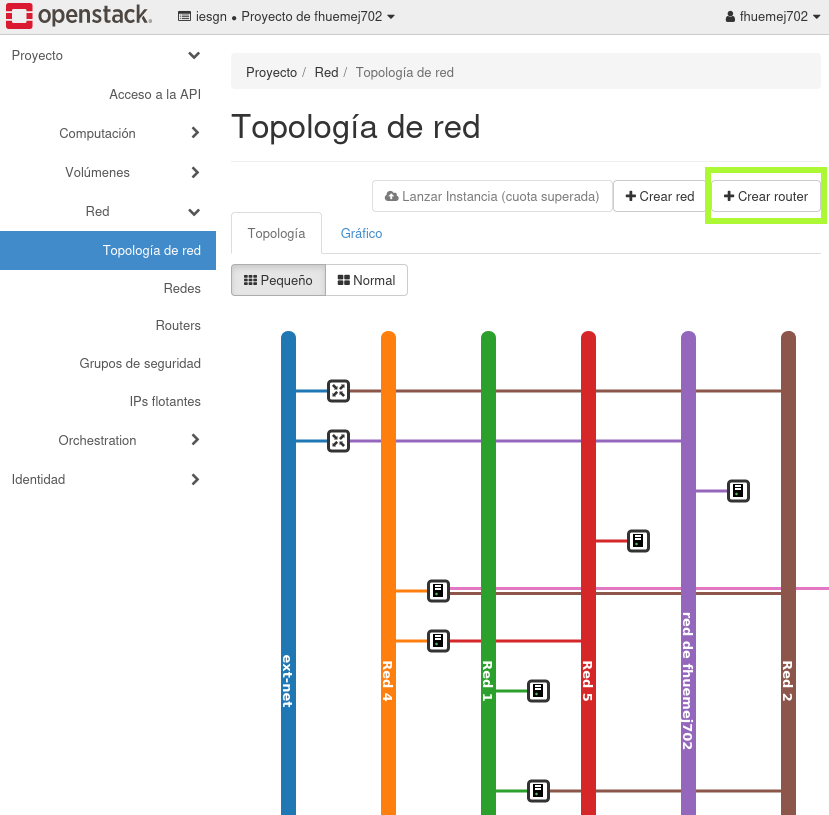 openstack. iesgn • Proyecto de fhuemej702 fhuemej702
Proyecto
Acceso a la API
Computación
Volúmenes
Red
Topología de red
Redes
Routers
Grupos de seguridad
IPs flotantes
Orchestration
Identidad
Proyecto / Red / Topología de red
Topología de red
Lanzar Instancia (cuota superada) + Crear red + Crear router
Topología Gráfico
Pequeño Normal
ext-net
Red 4
Red 1
Red 5
red de fhuemej702
Red 2